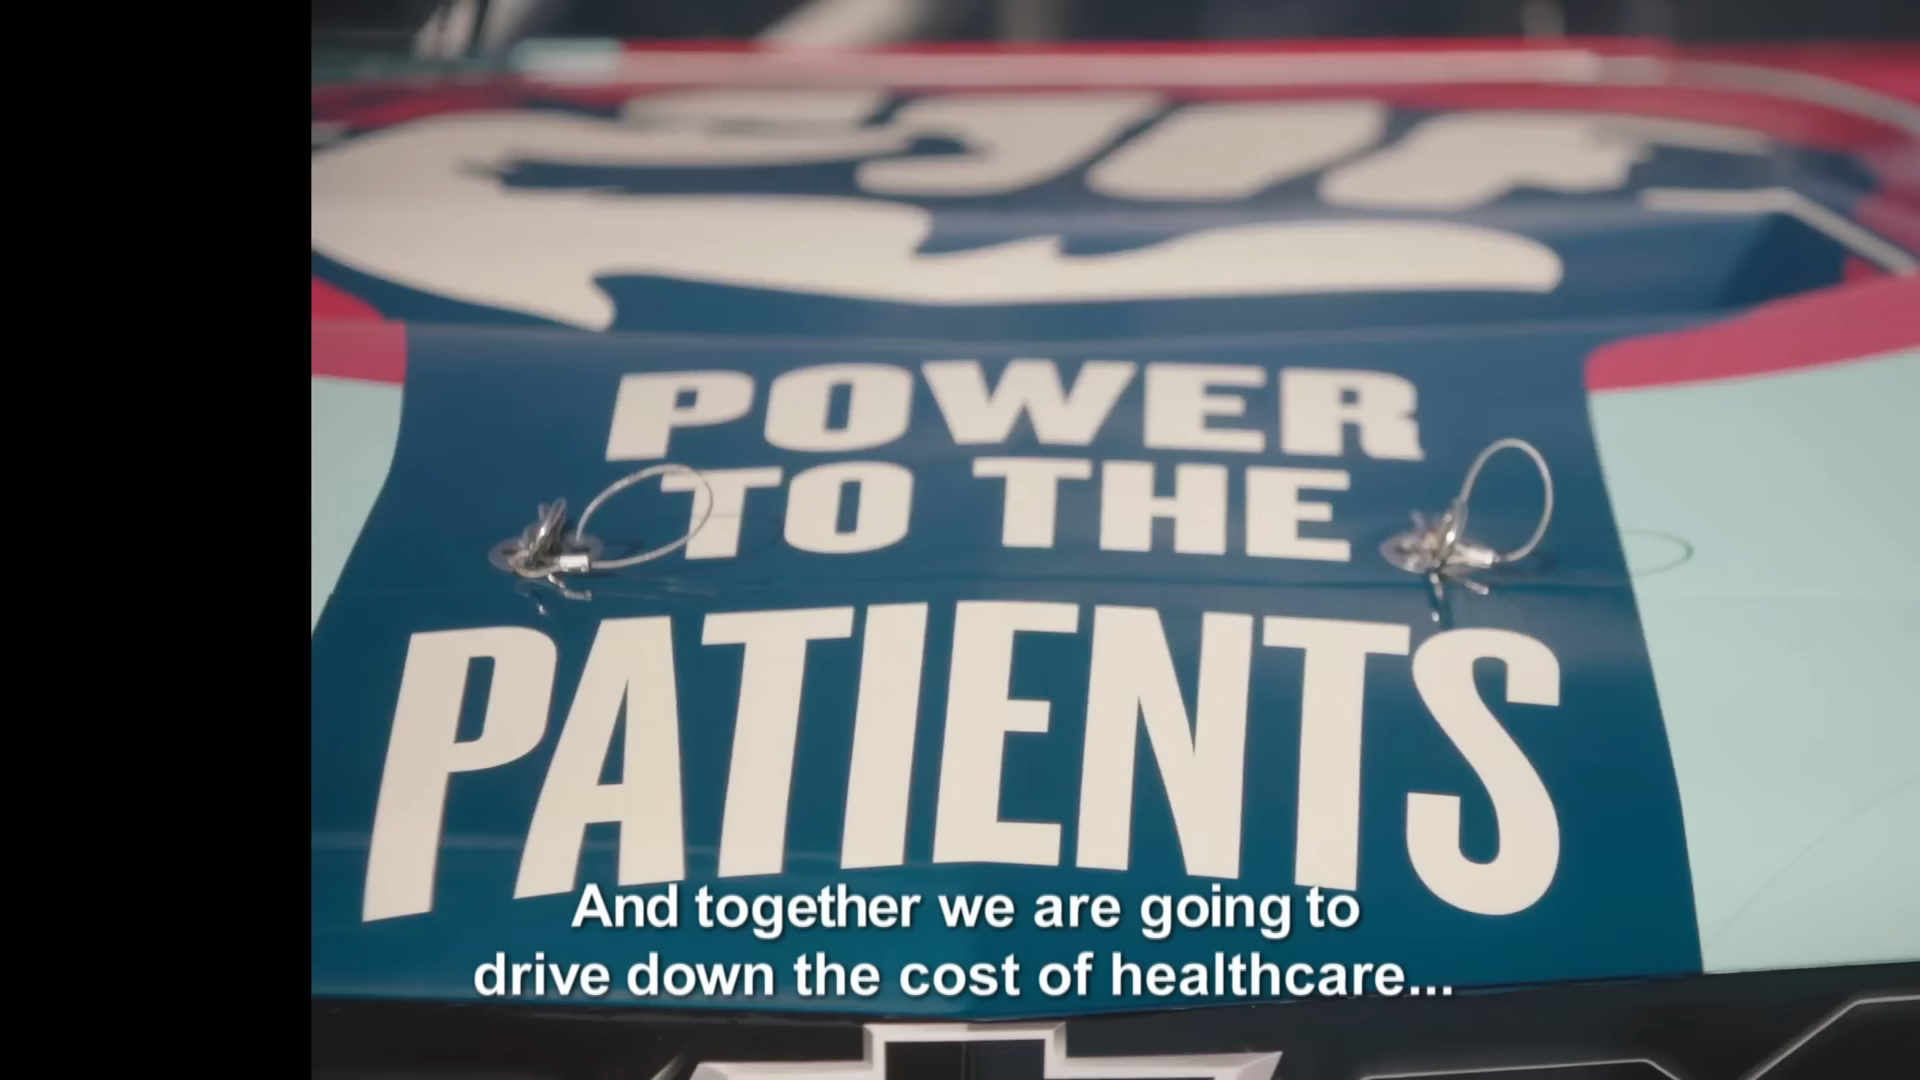 POWER
TO THE
PATIENTS
And together we are going to
drive down the cost of healthcare...